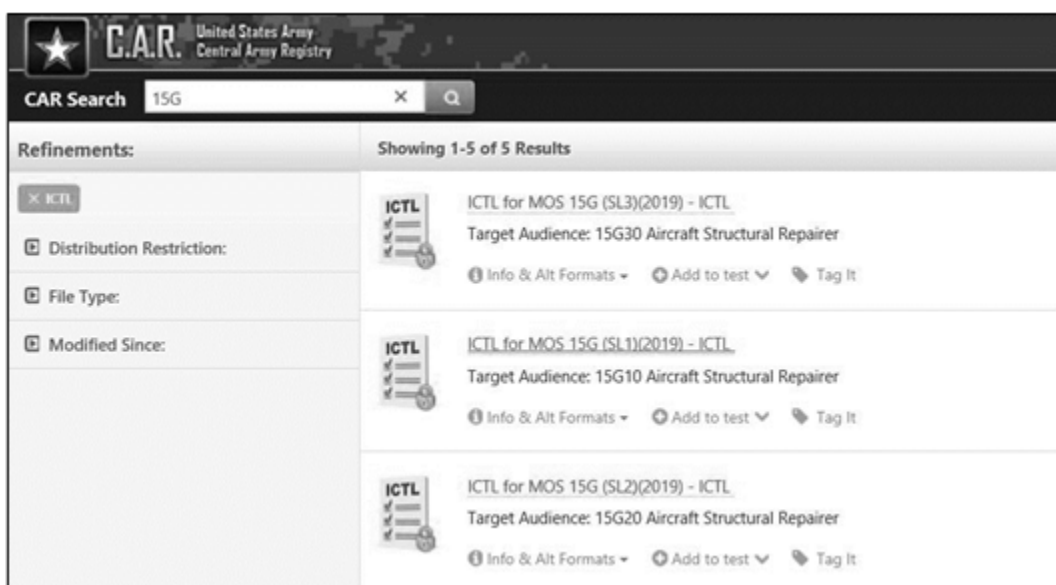 C.A.R. United States Army
Central Army Registry
CAR Search 15G
Refinements:
Showing 1-5 of 5 Results
× ICTL
Distribution Restriction:
File Type:
Modified Since:
ICTL
ICTL for MOS 15G (SL3)(2019) - ICTL
Target Audience: 15G30 Aircraft Structural Repairer
Info & Alt Formats Add to test Tag It
ICTL
ICTL for MOS 15G (SL1)(2019) - ICTL
Target Audience: 15G10 Aircraft Structural Repairer
Info & Alt Formats Add to test Tag It
ICTL
ICTL for MOS 15G (SL2)(2019) - ICTL
Target Audience: 15G20 Aircraft Structural Repairer
Info & Alt Formats Add to test Tag It